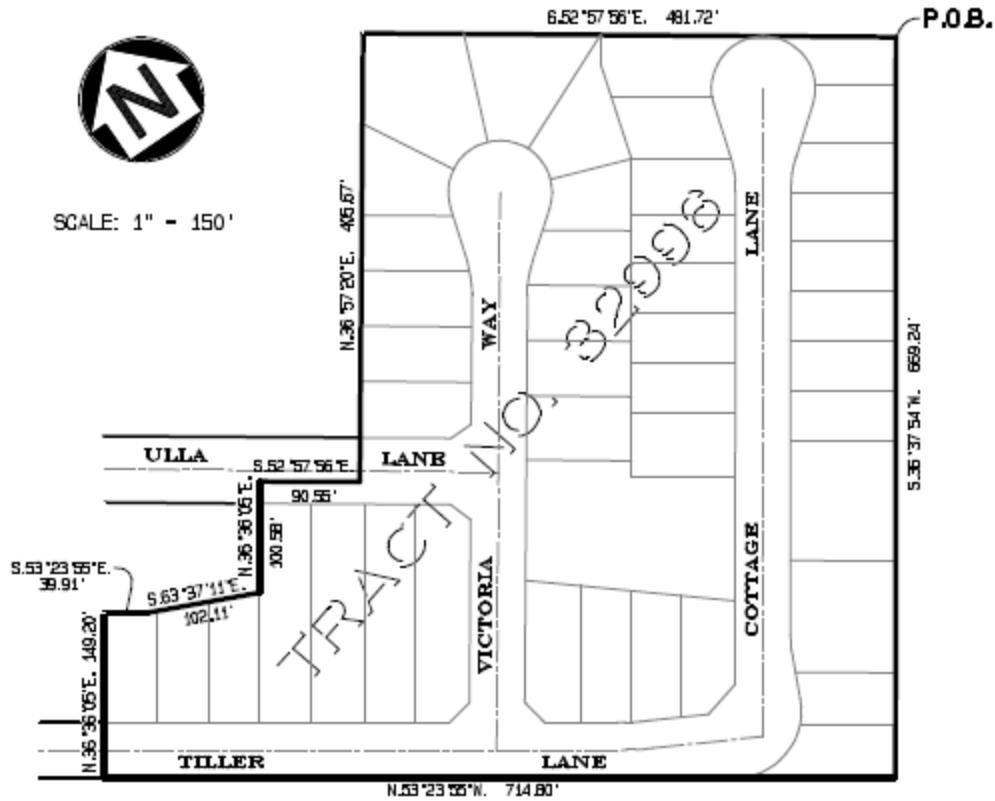 S.52°57'56"E. 481.72'
P.O.B.
N
SCALE: 1" - 150'
N.36°57'20"E. 405.67'
WAY
LANE
TRACT NO. 32998
S.36°37'54"W. 669.24'
ULLA LANE
S.52°57'56"E
90.55'
N.36°36'05"E.
100.58'
S.53°23'55"E.
39.91'
S.63°37'11"E.
102.11'
N.36°36'05"E. 149.20'
VICTORIA
COTTAGE
TILLER LANE
N.53°23'55"W. 714.80'